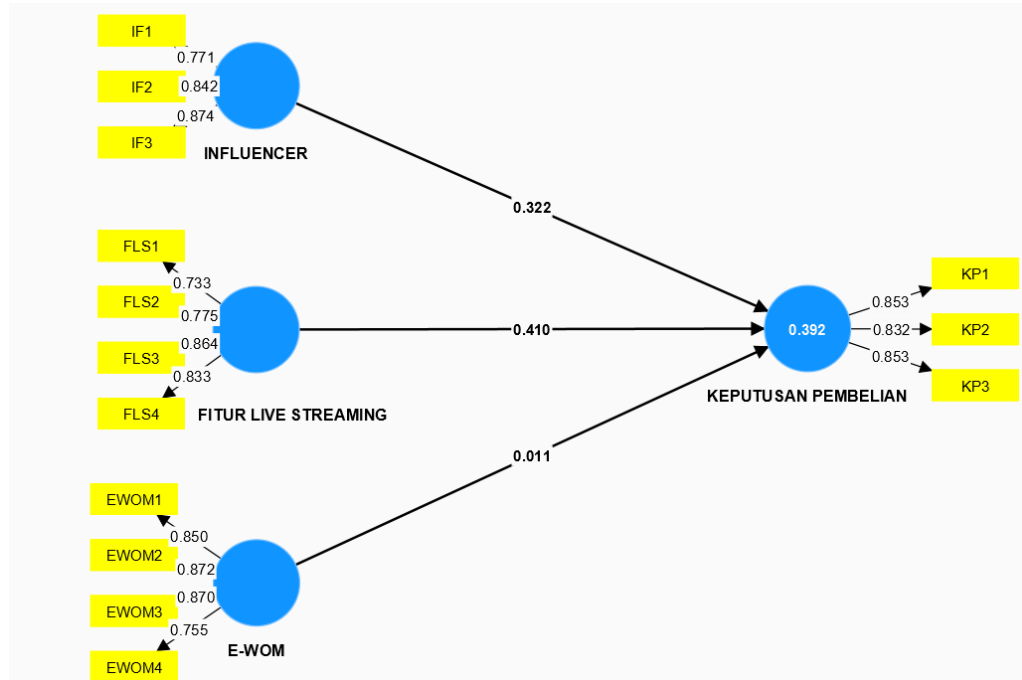 IF1
0.771
IF2
0.842
0.874
IF3
INFLUENCER
0.322
FLS1
0.733
FLS2
0.775
FLS3
0.864
0.833
FLS4
FITUR LIVE STREAMING
0.410
KP1
0.853
0.392
0.832
KP2
0.853
KP3
KEPUTUSAN PEMBELIAN
0.011
EWOM1
0.850
EWOM2
0.872
0.870
EWOM3
0.755
EWOM4
E-WOM